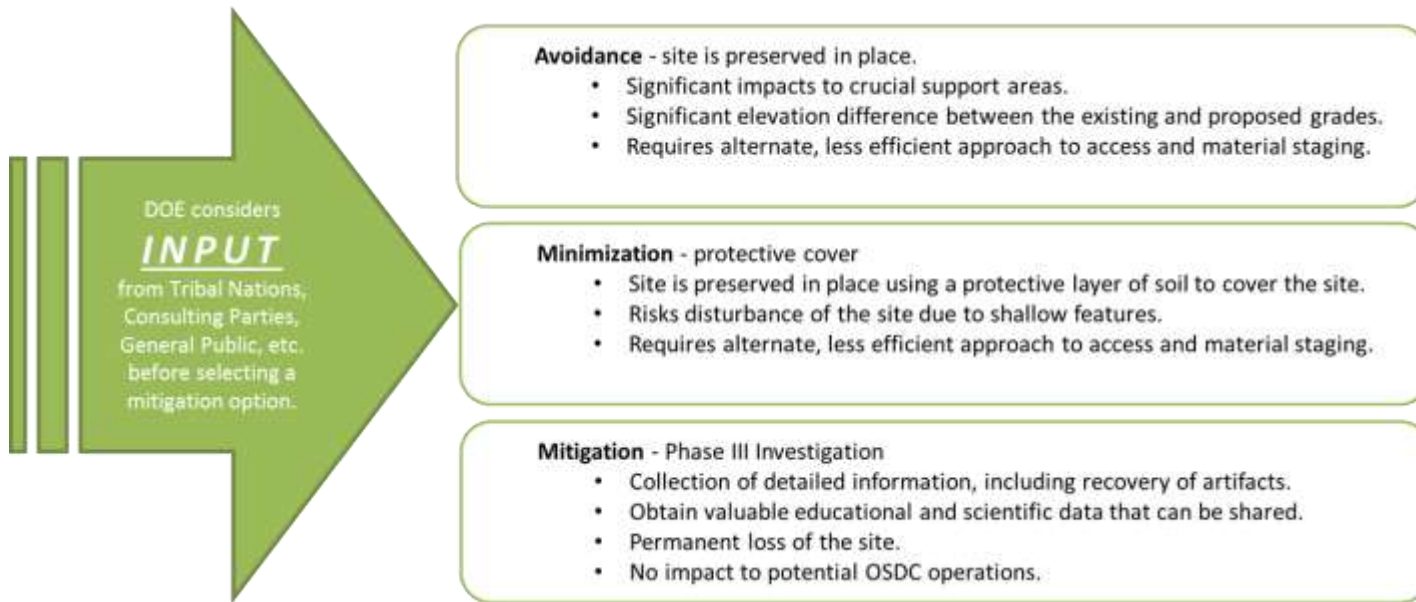 DOE considers
INPUT
from Tribal Nations,
Consulting Parties,
General Public, etc.
before selecting a
mitigation option.
Avoidance - site is preserved in place.
• Significant impacts to crucial support areas.
• Significant elevation difference between the existing and proposed grades.
• Requires alternate, less efficient approach to access and material staging.
Minimization - protective cover
• Site is preserved in place using a protective layer of soil to cover the site.
• Risks disturbance of the site due to shallow features.
• Requires alternate, less efficient approach to access and material staging.
Mitigation - Phase III Investigation
• Collection of detailed information, including recovery of artifacts.
• Obtain valuable educational and scientific data that can be shared.
• Permanent loss of the site.
• No impact to potential OSDC operations.